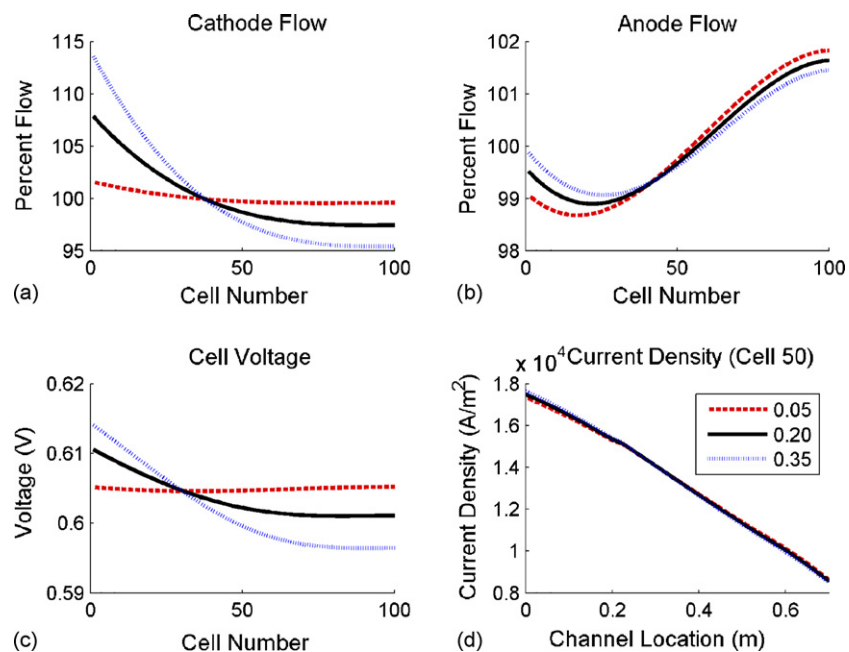 Cathode Flow
115
110
105
100
95
Percent Flow
0
50
100
(a)
Cell Number
Anode Flow
102
101
100
99
98
Percent Flow
0
50
100
(b)
Cell Number
Cell Voltage
0.62
0.61
0.6
0.59
Voltage (V)
0
50
100
(c)
Cell Number
x 10⁴ Current Density (Cell 50)
1.8
1.6
1.4
1.2
1
0.8
Current Density (A/m²)
0.05
0.20
0.35
0
0.2
0.4
0.6
(d)
Channel Location (m)